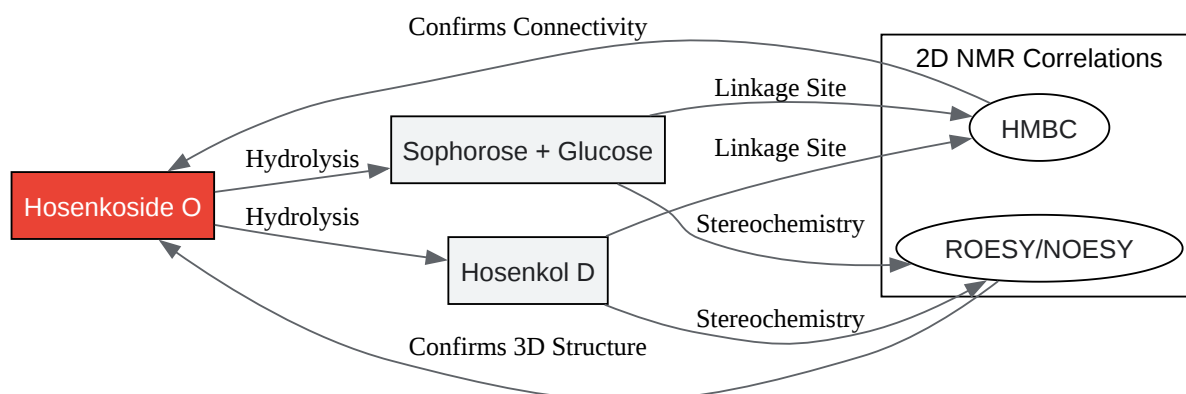 Confirms Connectivity
2D NMR Correlations
Linkage Site
HMBC
Sophorose + Glucose
Hydrolysis
Linkage Site
Hosenkoside O
Hydrolysis
Stereochemistry
ROESY/NOESY
Hosenkol D
Stereochemistry
Confirms 3D Structure